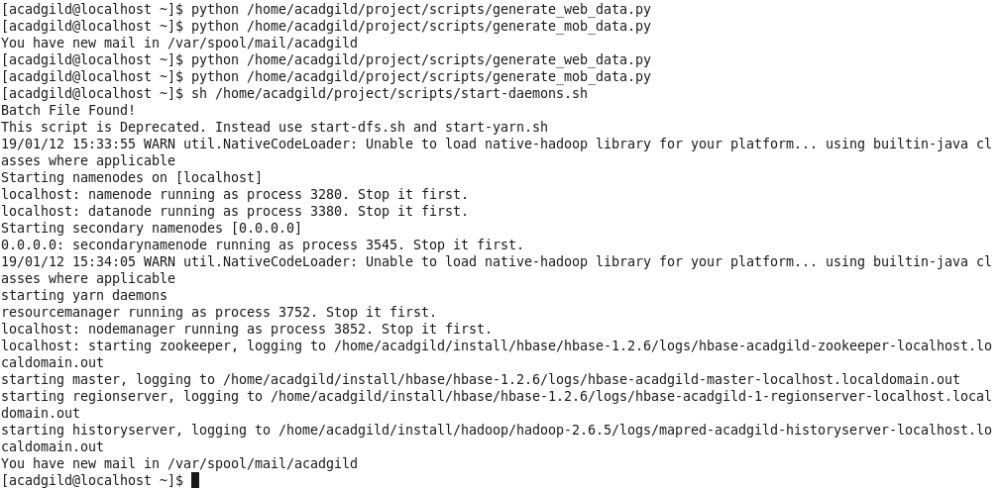 [acadgild@localhost ~]$ python /home/acadgild/project/scripts/generate_web_data.py
[acadgild@localhost ~]$ python /home/acadgild/project/scripts/generate_mob_data.py
You have new mail in /var/spool/mail/acadgild
[acadgild@localhost ~]$ python /home/acadgild/project/scripts/generate_web_data.py
[acadgild@localhost ~]$ python /home/acadgild/project/scripts/generate_mob_data.py
[acadgild@localhost ~]$ sh /home/acadgild/project/scripts/start-daemons.sh
Batch File Found!
This script is Deprecated. Instead use start-dfs.sh and start-yarn.sh
19/01/12 15:33:55 WARN util.NativeCodeLoader: Unable to load native-hadoop library for your platform... using builtin-java cl
asses where applicable
Starting namenodes on [localhost]
localhost: namenode running as process 3280. Stop it first.
localhost: datanode running as process 3380. Stop it first.
Starting secondary namenodes [0.0.0.0]
0.0.0.0: secondarynamenode running as process 3545. Stop it first.
19/01/12 15:34:05 WARN util.NativeCodeLoader: Unable to load native-hadoop library for your platform... using builtin-java cl
asses where applicable
starting yarn daemons
resourcemanager running as process 3752. Stop it first.
localhost: nodemanager running as process 3852. Stop it first.
localhost: starting zookeeper, logging to /home/acadgild/install/hbase/hbase-1.2.6/logs/hbase-acadgild-zookeeper-localhost.lo
caldomain.out
starting master, logging to /home/acadgild/install/hbase/hbase-1.2.6/logs/hbase-acadgild-master-localhost.localdomain.out
starting regionserver, logging to /home/acadgild/install/hbase/hbase-1.2.6/logs/hbase-acadgild-1-regionserver-localhost.local
domain.out
starting historyserver, logging to /home/acadgild/install/hadoop/hadoop-2.6.5/logs/mapred-acadgild-historyserver-localhost.lo
caldomain.out
You have new mail in /var/spool/mail/acadgild
[acadgild@localhost ~]$